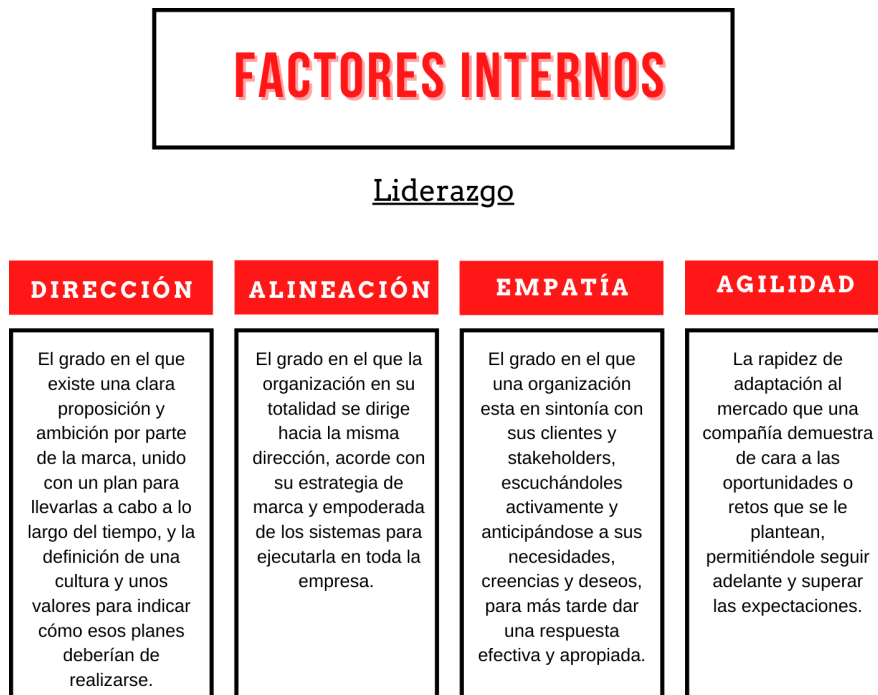 FACTORES INTERNOS
Liderazgo
DIRECCIÓN
El grado en el que
existe una clara
proposición y
ambición por parte
de la marca, unido
con un plan para
llevarlas a cabo a lo
largo del tiempo, y la
definición de una
cultura y unos
valores para indicar
cómo esos planes
deberían de
realizarse.
ALINEACIÓN
El grado en el que la
organización en su
totalidad se dirige
hacia la misma
dirección, acorde con
su estrategia de
marca y empoderada
de los sistemas para
ejecutarla en toda la
empresa.
EMPATÍA
El grado en el que
una organización
esta en sintonía con
sus clientes y
stakeholders,
escuchándoles
activamente y
anticipándose a sus
necesidades,
creencias y deseos,
para más tarde dar
una respuesta
efectiva y apropiada.
AGILIDAD
La rapidez de
adaptación al
mercado que una
compañía demuestra
de cara a las
oportunidades o
retos que se le
plantean,
permitiéndole seguir
adelante y superar
las expectaciones.